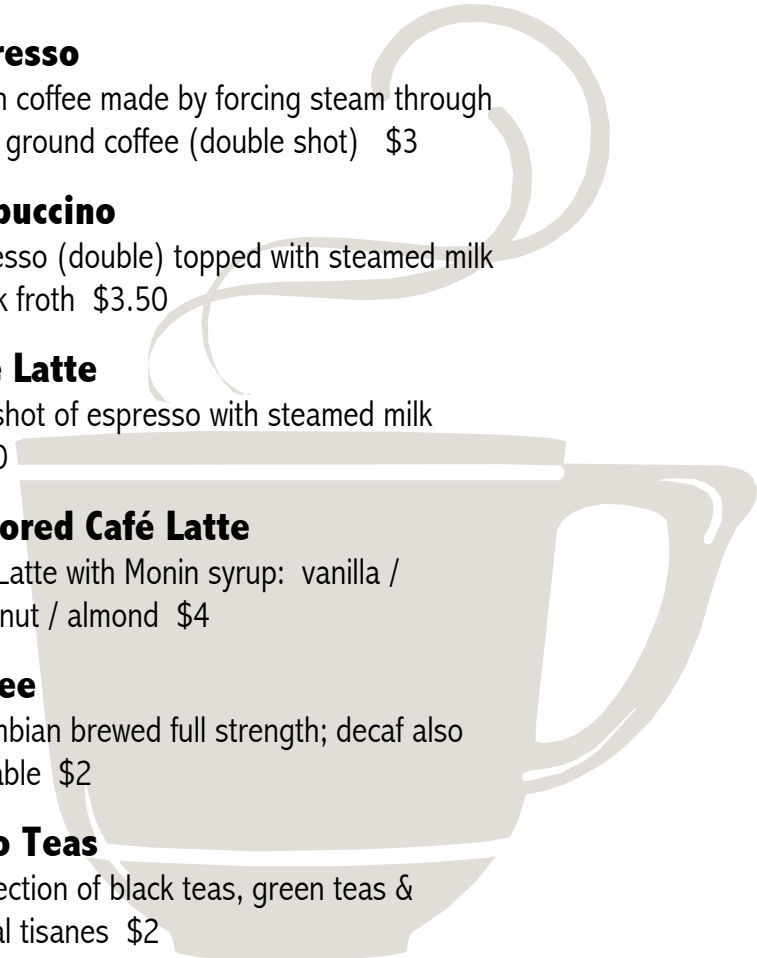 resso
n coffee made by forcing steam through
ground coffee (double shot) $3
puccino
esso (double) topped with steamed milk
k froth $3.50
e Latte
shot of espresso with steamed milk
0
ored Café Latte
Latte with Monin syrup: vanilla /
nut / almond $4
ee
mbian brewed full strength; decaf also
able $2
o Teas
ection of black teas, green teas &
al tisanes $2